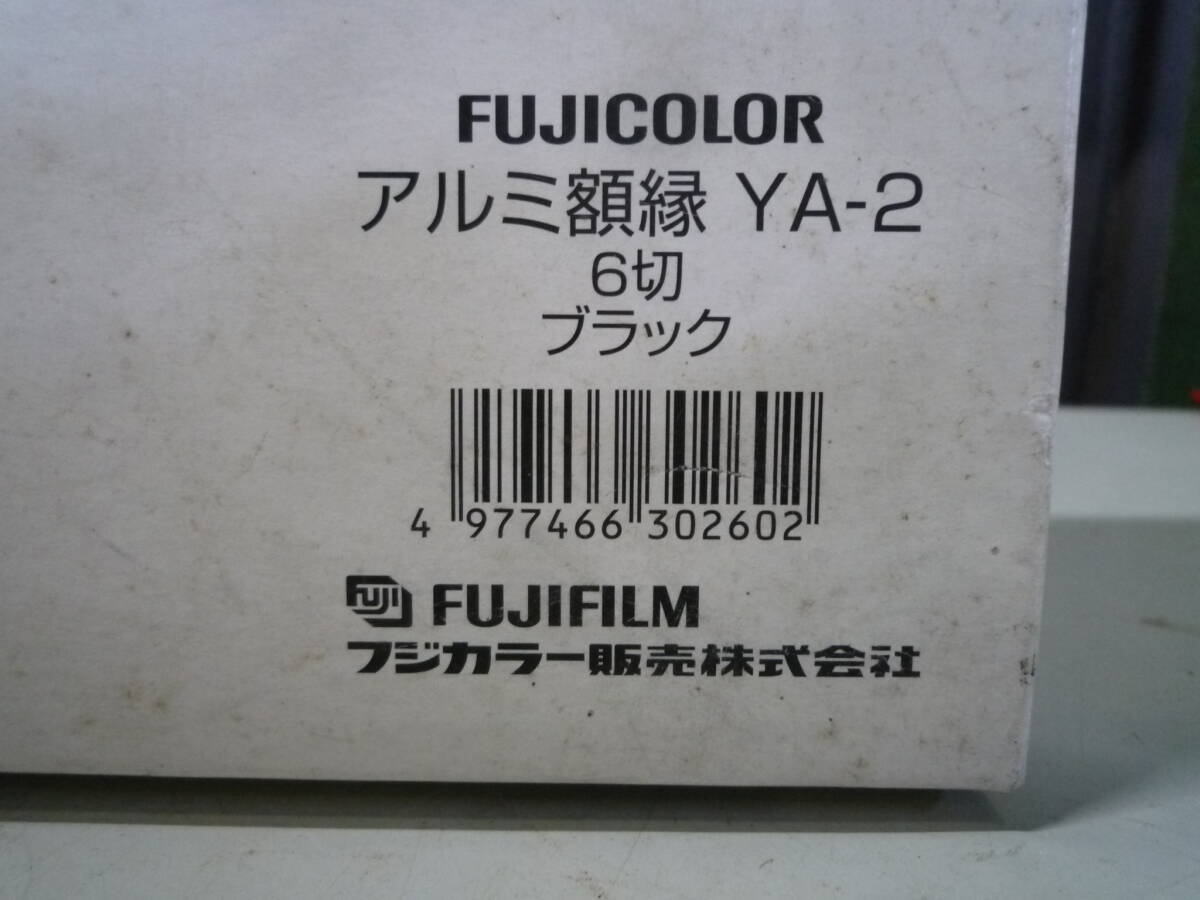 FUJICOLOR
アルミ額縁 YA-2
6切
ブラック
4 977466 302602
Fuji FUJIFILM
フジカラー販売株式会社